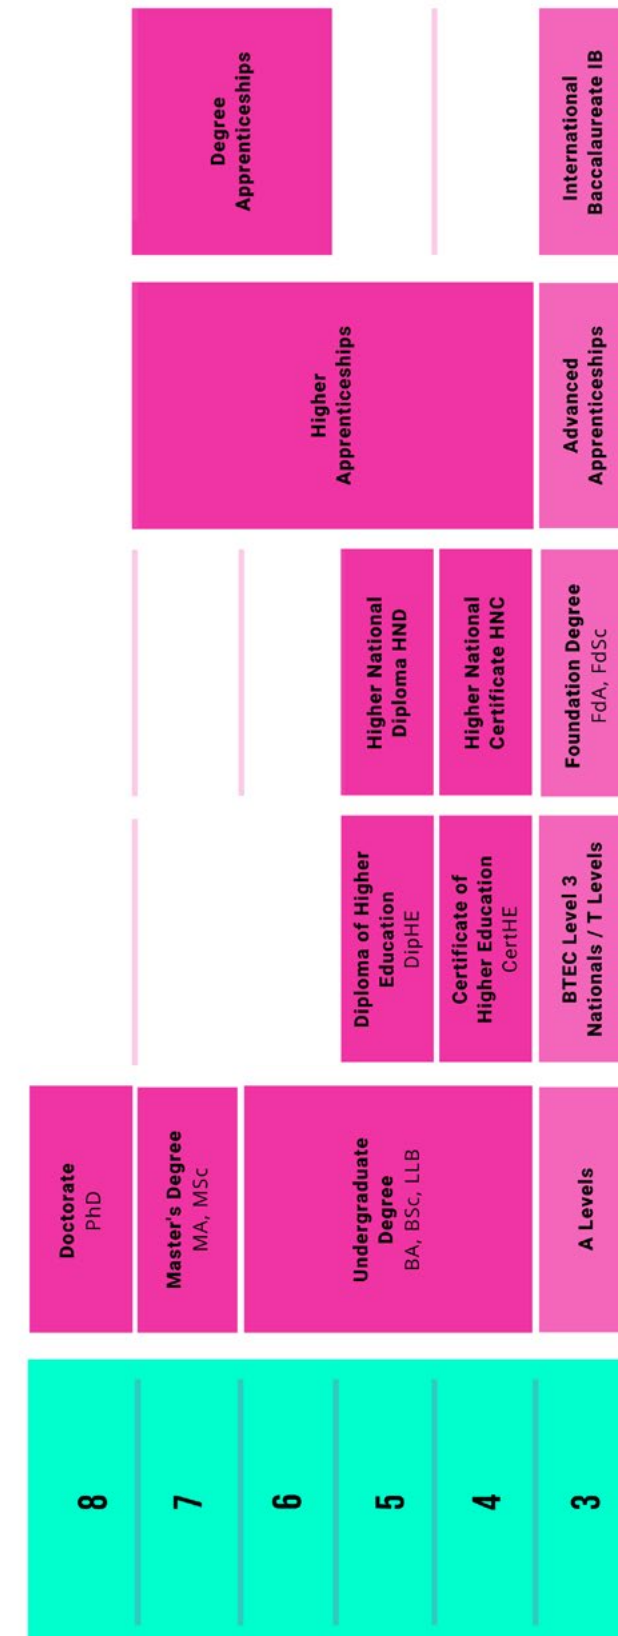 8
Doctorate
PhD
7
Master's Degree
MA, MSc
6
5
4
Undergraduate
Degree
BA, BSc, LLB
Diploma of Higher
Education
DipHE
Certificate of
Higher Education
CertHE
Higher National
Diploma HND
Higher National
Certificate HNC
Higher
Apprenticeships
Degree
Apprenticeships
3
A Levels
BTEC Level 3
Nationals / T Levels
Foundation Degree
FdA, FdSc
Advanced
Apprenticeships
International
Baccalaureate IB